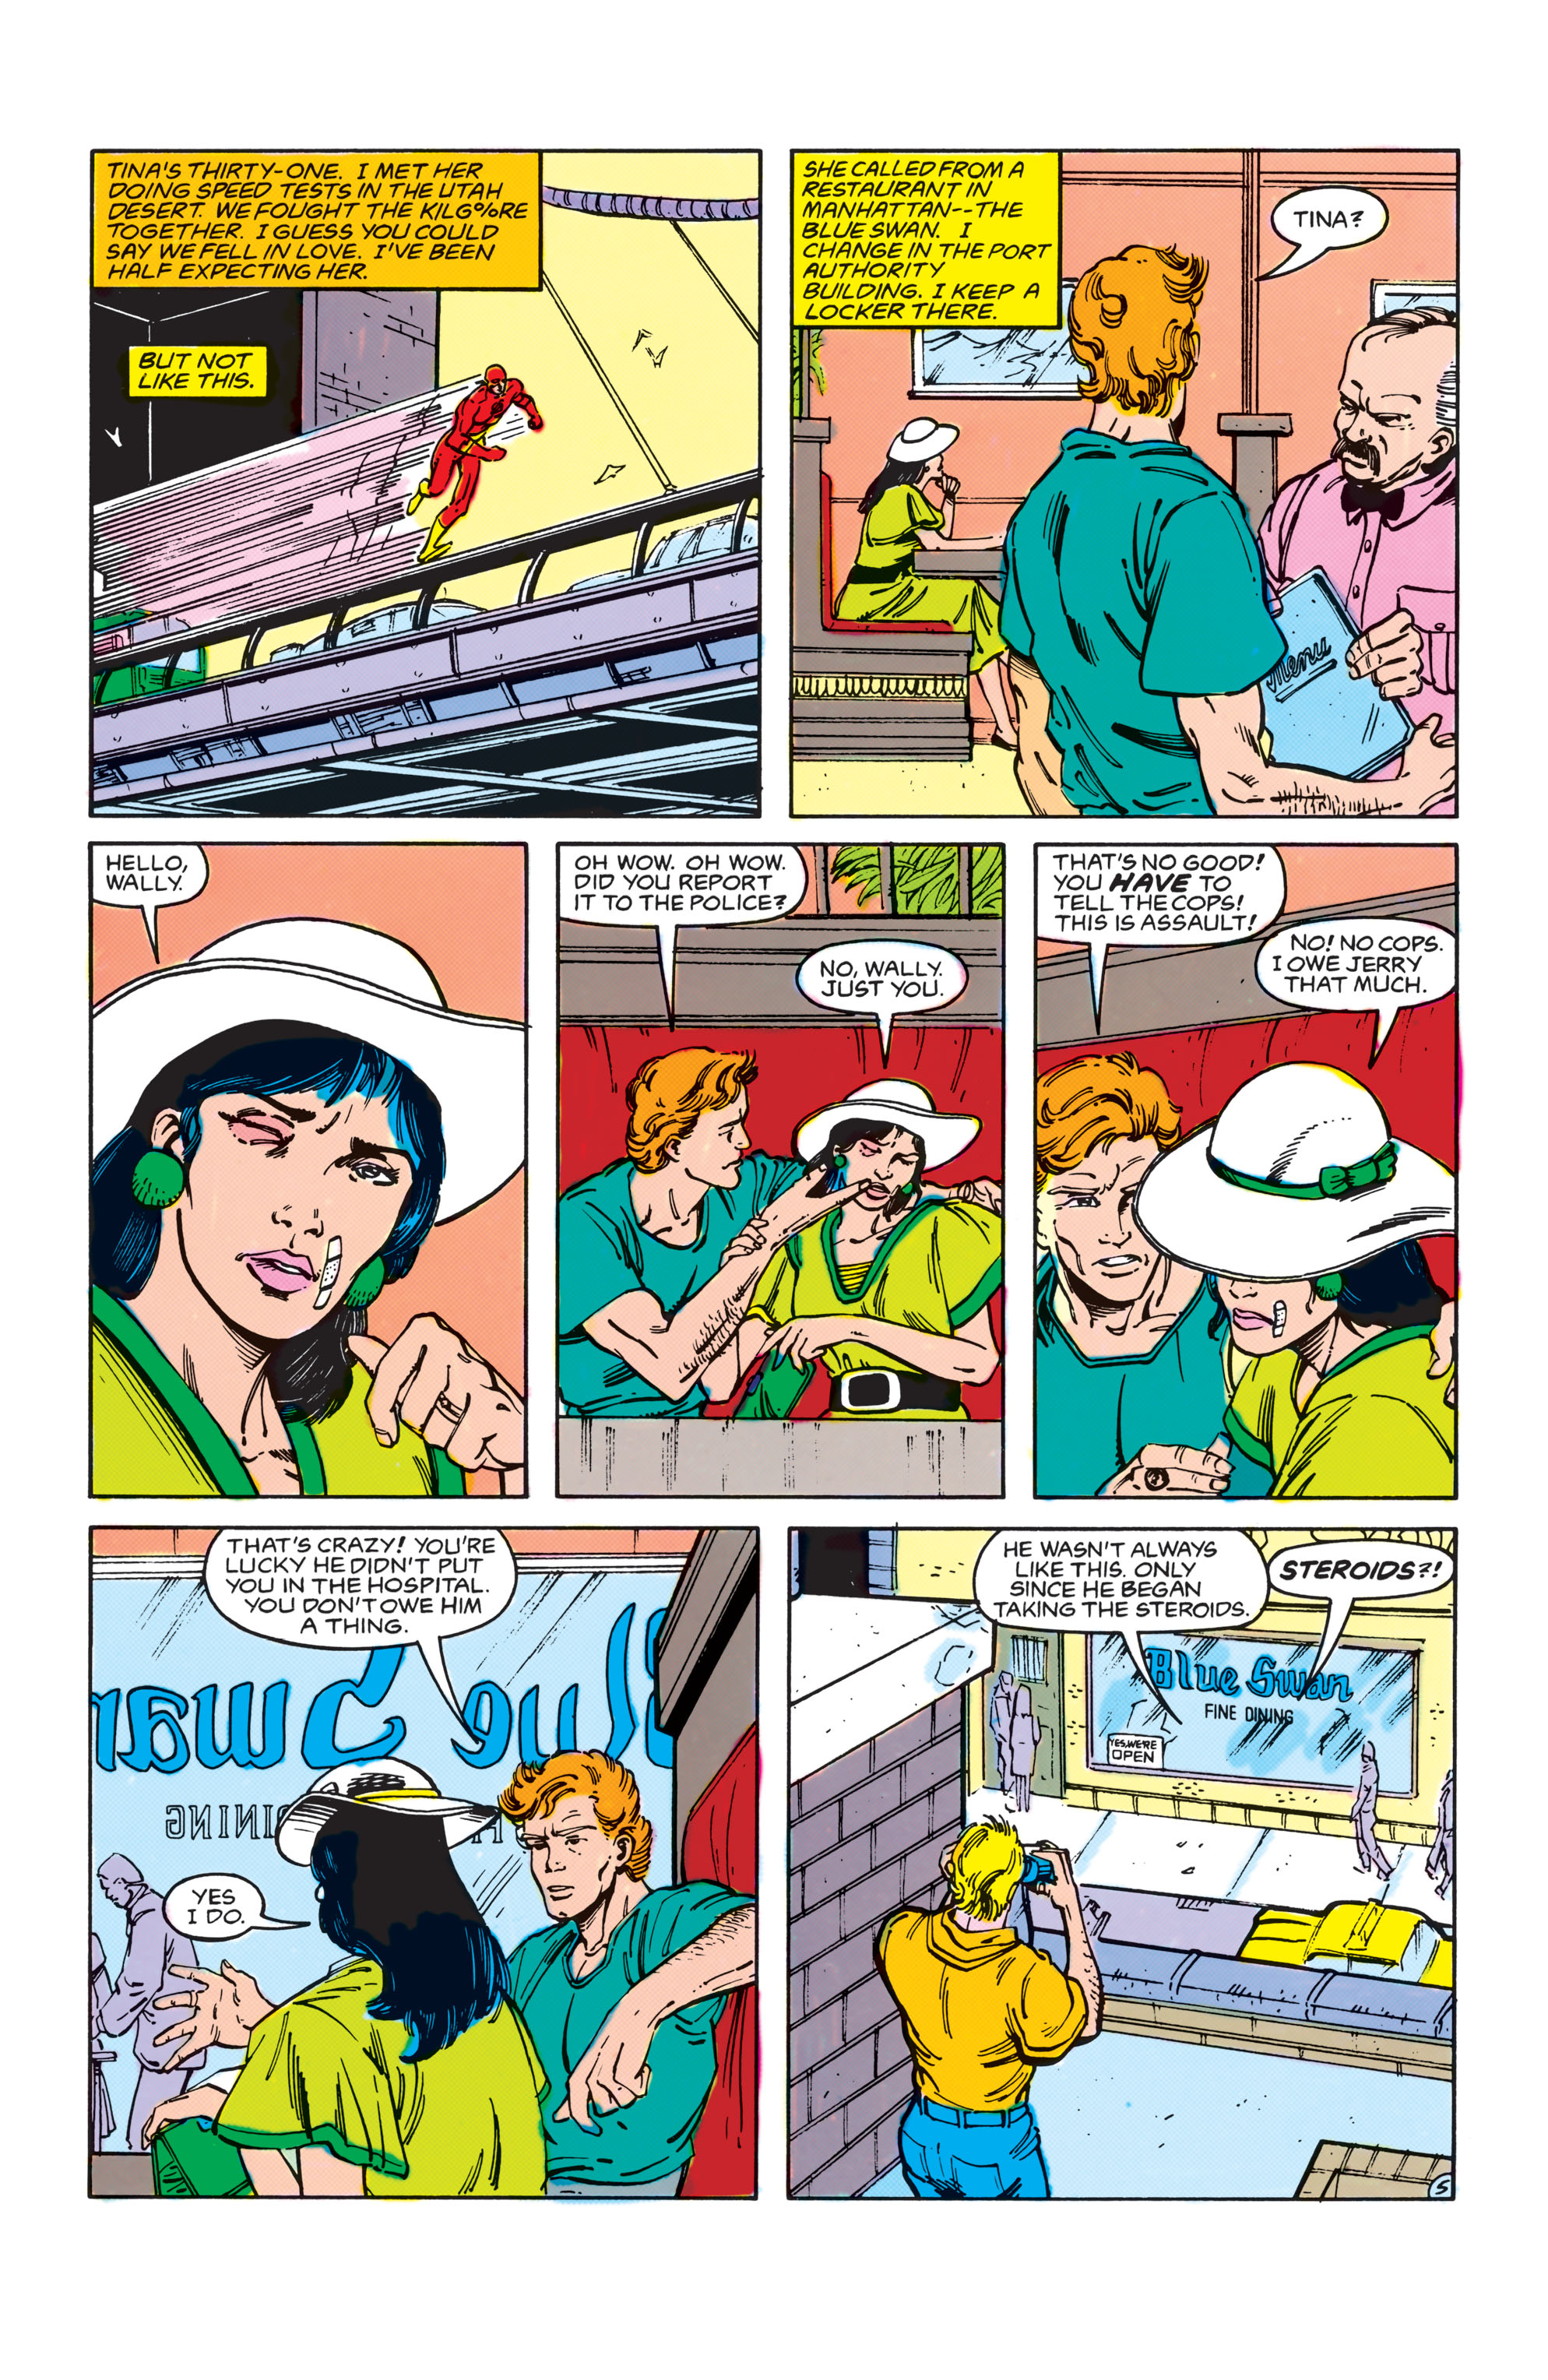 TINA'S THIRTY-ONE. I MET HER
DOING SPEED TESTS IN THE UTAH
DESERT. WE FOUGHT THE KILG%RE
TOGETHER. I GUESS YOU COULD
SAY WE FELL IN LOVE. I'VE BEEN
HALF EXPECTING HER.
BUT NOT
LIKE THIS.
SHE CALLED FROM A
RESTAURANT IN
MANHATTAN--THE
BLUE SWAN. I
CHANGE IN THE PORT
AUTHORITY
BUILDING. I KEEP A
LOCKER THERE.
TINA?
Menu
HELLO,
WALLY.
OH WOW. OH WOW.
DID YOU REPORT
IT TO THE POLICE?
NO, WALLY.
JUST YOU.
THAT'S NO GOOD!
YOU HAVE TO
TELL THE COPS!
THIS IS ASSAULT!
NO! NO COPS.
I OWE JERRY
THAT MUCH.
THAT'S CRAZY! YOU'RE
LUCKY HE DIDN'T PUT
YOU IN THE HOSPITAL.
YOU DON'T OWE HIM
A THING.
Blue Swan
FINE DINING
YES
I DO.
HE WASN'T ALWAYS
LIKE THIS. ONLY
SINCE HE BEGAN
TAKING THE STEROIDS.
STEROIDS?!
Blue Swan
FINE DINING
YES, WE'RE
OPEN
5